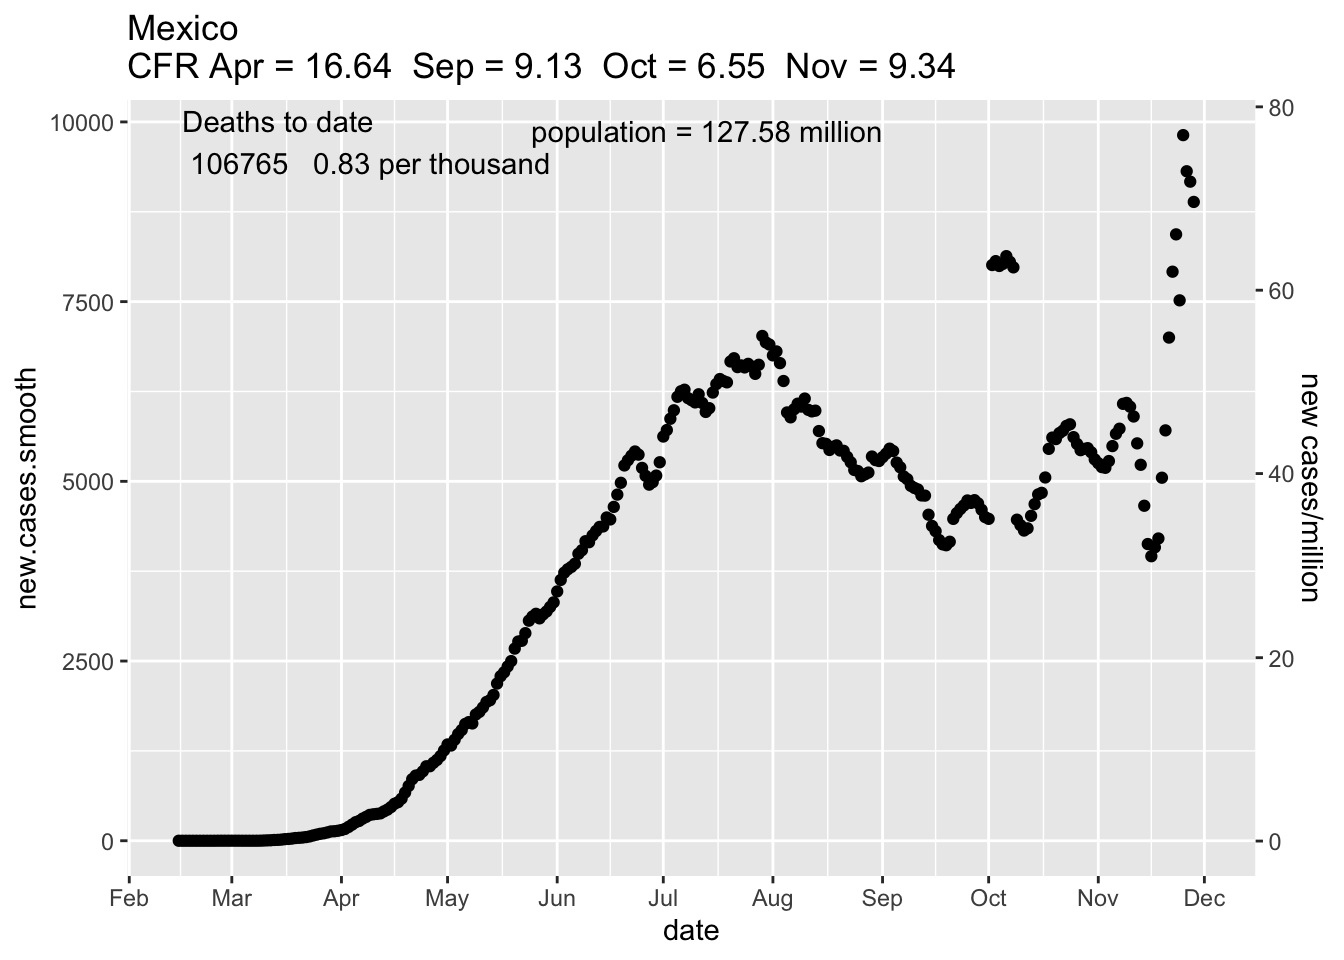 Mexico
CFR Apr = 16.64  Sep = 9.13  Oct = 6.55  Nov = 9.34
Deaths to date
population = 127.58 million
106765   0.83 per thousand
10000
7500
5000
2500
0
80
60
40
20
0
new.cases.smooth
new cases/million
Feb Mar Apr May Jun Jul Aug Sep Oct Nov Dec
date